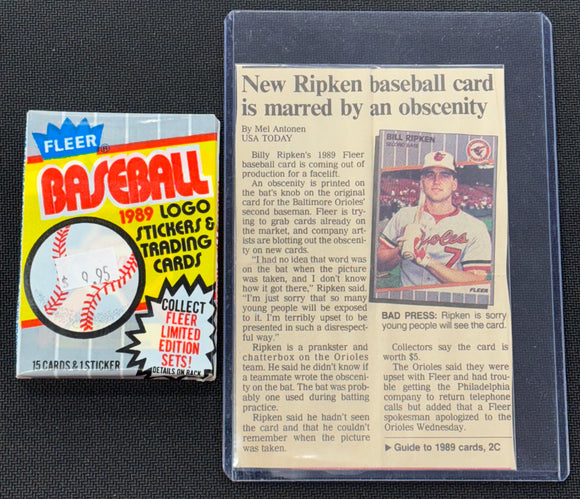 FLEER®
BASEBALL
1989 LOGO
STICKERS &
TRADING
CARDS
$ 9.95
COLLECT
FLEER
LIMITED
EDITION
SETS!
DETAILS ON BACK
15 CARDS & 1 STICKER
New Ripken baseball card
is marred by an obscenity
By Mel Antonen
USA TODAY
Billy Ripken's 1989 Fleer
baseball card is coming out of
production for a facelift.
An obscenity is printed on
the bat's knob on the original
card for the Baltimore Orioles'
second baseman. Fleer is try-
ing to grab cards already on
the market, and company art-
ists are blotting out the obsceni-
ty on new cards.
"I had no idea that word was
on the bat when the picture
was taken, and I don't know
how it got there," Ripken said.
"I'm just sorry that so many
young people will be exposed
to it. I'm terribly upset to be
presented in such a disrespect-
ful way."
Ripken is a prankster and
chatterbox on the Orioles
team. He said he didn't know if
a teammate wrote the obsceni-
ty on the bat. The bat was prob-
ably one used during batting
practice.
Ripken said he hadn't seen
the card and that he couldn't
remember when the picture
was taken.
BILL RIPKEN
SECOND BASE
Orioles
7
FLEER
BAD PRESS: Ripken is sorry
young people will see the card.
Collectors say the card is
worth $5.
The Orioles said they were
upset with Fleer and had trou-
ble getting the Philadelphia
company to return telephone
calls but added that a Fleer
spokesman apologized to the
Orioles Wednesday.
▶ Guide to 1989 cards, 2C